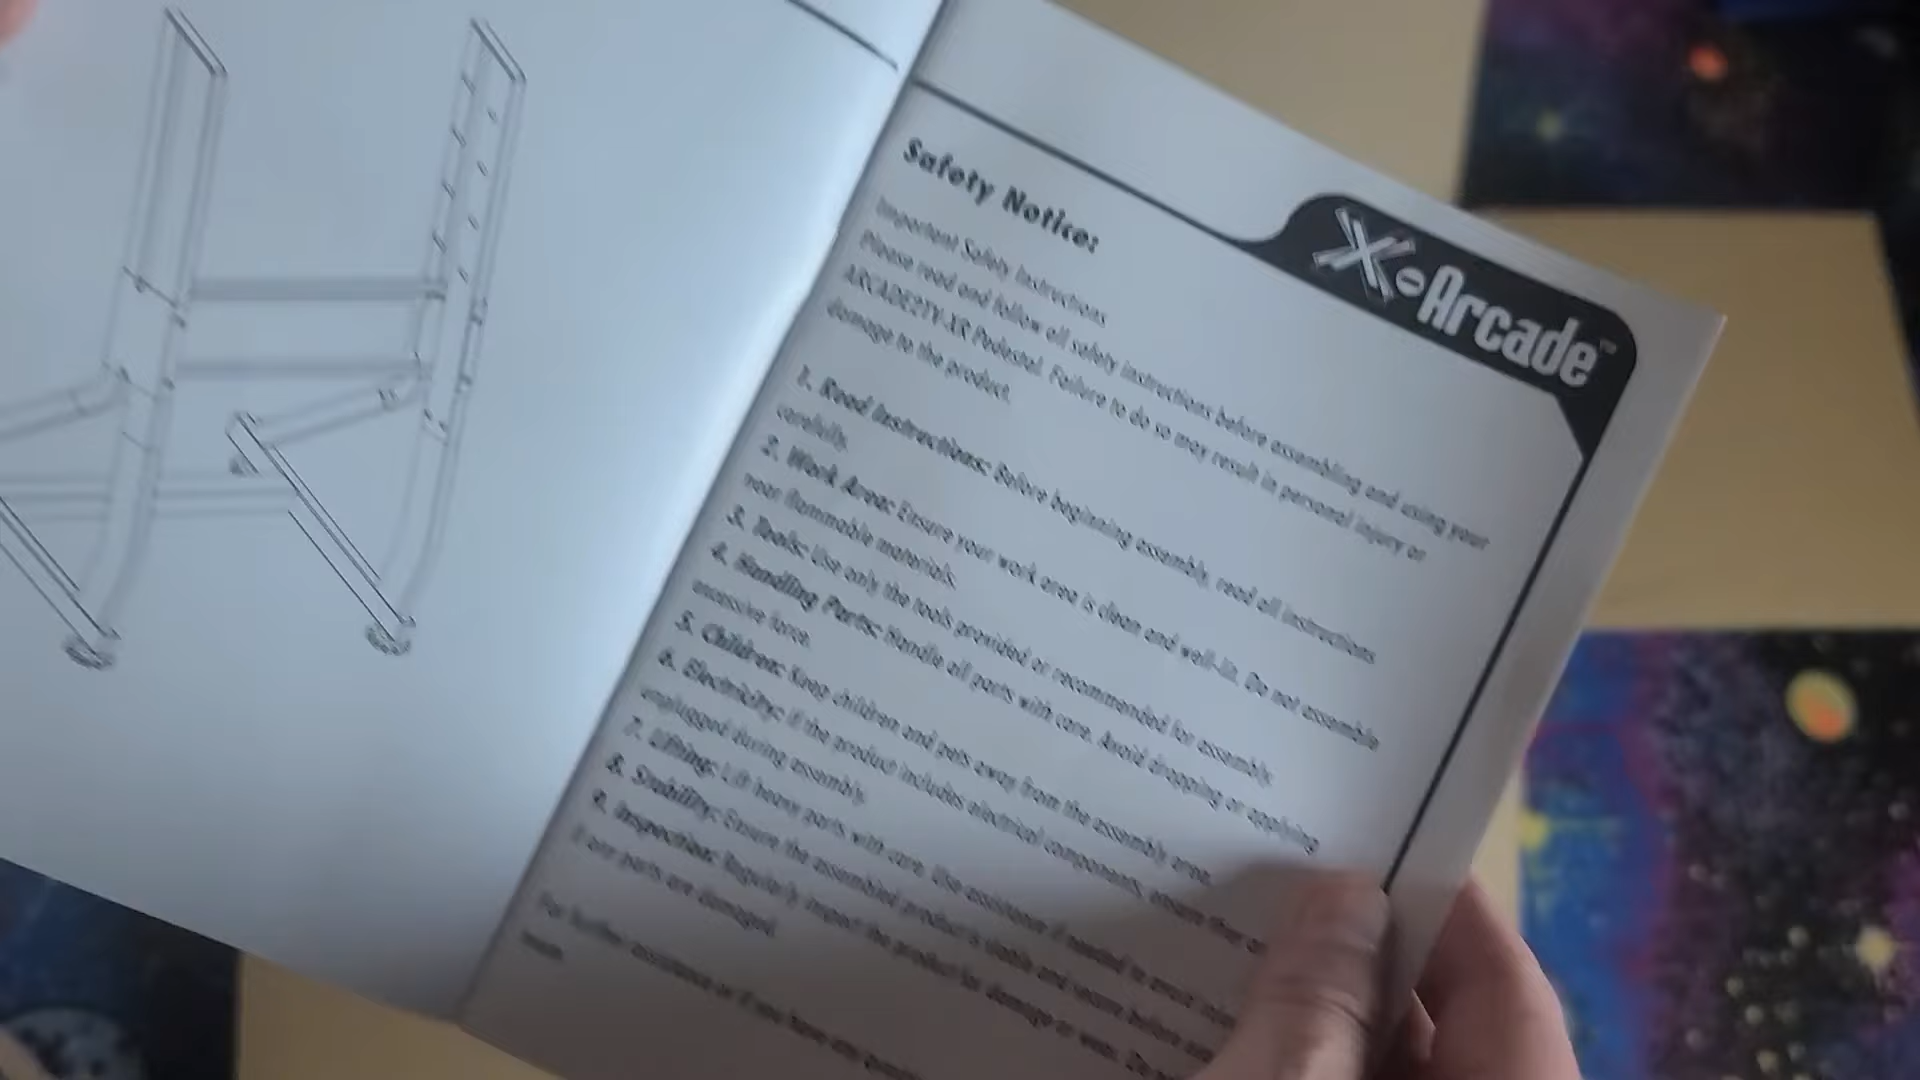 X-Arcade™
Safety Notice:
Important Safety Instructions
Please read and follow all safety instructions before assembling and using your
ARCADE2TV-XR Pedestal. Failure to do so may result in personal injury or
damage to the product.
1. Read Instructions: Before beginning assembly, read all instructions
carefully.
2. Work Area: Ensure your work area is clean and well-lit. Do not assemble
near flammable materials.
3. Tools: Use only the tools provided or recommended for assembly.
4. Handling Parts: Handle all parts with care. Avoid dropping or applying
excessive force.
5. Children: Keep children and pets away from the assembly area.
6. Electricity: If the product includes electrical components, ensure they
unplugged during assembly.
7. Lifting: Lift heavy parts with care. Use assistance if needed to avoid
8. Stability: Ensure the assembled product is stable and secure before
9. Inspection: Regularly inspect the product for damage or wear. Do
if any parts are damaged.
For further assistance or if you have any
team.